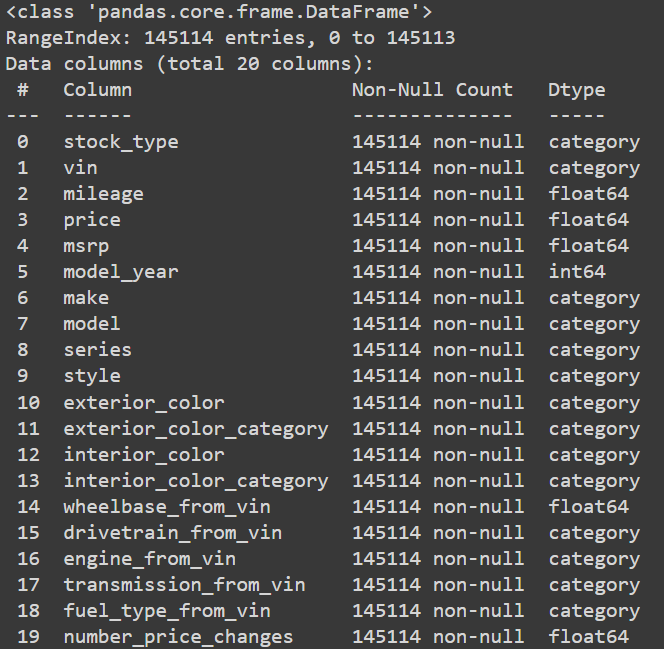 <class 'pandas.core.frame.DataFrame'>
RangeIndex: 145114 entries, 0 to 145113
Data columns (total 20 columns):
 #   Column                   Non-Null Count   Dtype
---  ------                   --------------   -----
 0   stock_type               145114 non-null  category
 1   vin                      145114 non-null  category
 2   mileage                  145114 non-null  float64
 3   price                    145114 non-null  float64
 4   msrp                     145114 non-null  float64
 5   model_year               145114 non-null  int64
 6   make                     145114 non-null  category
 7   model                    145114 non-null  category
 8   series                   145114 non-null  category
 9   style                    145114 non-null  category
 10  exterior_color           145114 non-null  category
 11  exterior_color_category  145114 non-null  category
 12  interior_color           145114 non-null  category
 13  interior_color_category  145114 non-null  category
 14  wheelbase_from_vin       145114 non-null  float64
 15  drivetrain_from_vin      145114 non-null  category
 16  engine_from_vin          145114 non-null  category
 17  transmission_from_vin    145114 non-null  category
 18  fuel_type_from_vin       145114 non-null  category
 19  number_price_changes     145114 non-null  float64